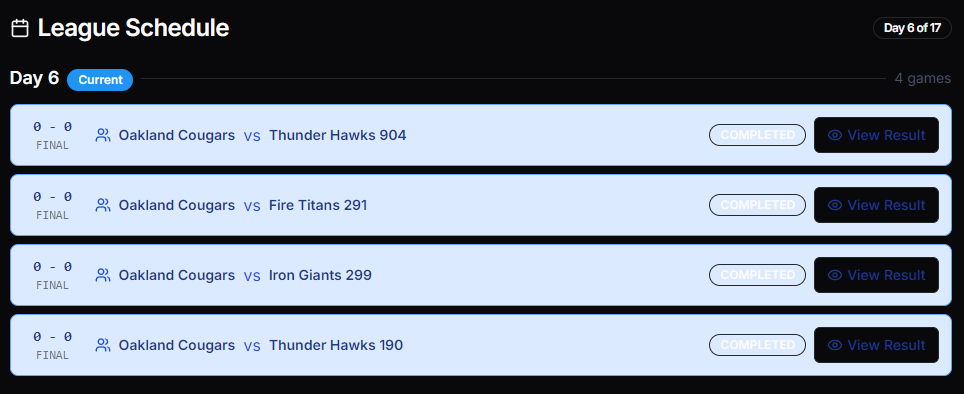 League Schedule
Day 6 of 17
Day 6 Current
4 games
0 - 0
FINAL
Oakland Cougars vs Thunder Hawks 904
COMPLETED
View Result
0 - 0
FINAL
Oakland Cougars vs Fire Titans 291
COMPLETED
View Result
0 - 0
FINAL
Oakland Cougars vs Iron Giants 299
COMPLETED
View Result
0 - 0
FINAL
Oakland Cougars vs Thunder Hawks 190
COMPLETED
View Result